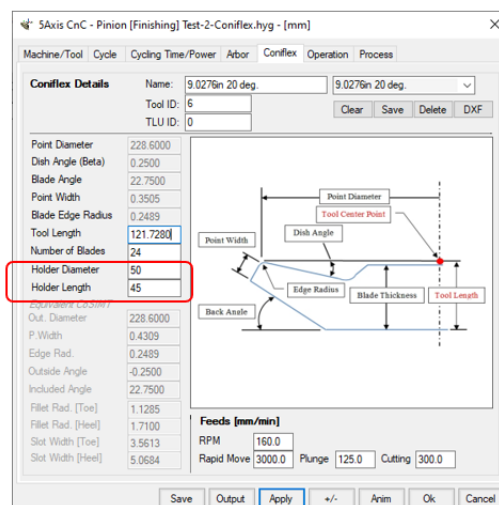 5Axis CnC - Pinion [Finishing] Test-2-Coniflex.hyg - [mm]
Machine/Tool Cycle Cycling Time/Power Arbor Coniflex Operation Process
Coniflex Details Name: 9.0276in 20 deg. 9.0276in 20 deg.
Tool ID: 6 Clear Save Delete DXF
TLU ID: 0
Point Diameter 228.6000
Dish Angle (Beta) 0.2500
Blade Angle 22.7500
Point Width 0.3505
Blade Edge Radius 0.2489
Tool Length 121.7280
Number of Blades 24
Holder Diameter 50
Holder Length 45
Out. Diameter 228.6000
P.Width 0.4309
Edge Rad. 0.2489
Outside Angle -0.2500
Included Angle 22.7500
Fillet Rad. [Toe] 1.1285
Fillet Rad. [Heel] 1.7100
Slot Width [Toe] 3.5613
Slot Width [Heel] 5.0684
Point Diameter
Tool Center Point
Dish Angle
Point Width
Edge Radius
Blade Thickness
Tool Length
Back Angle
Feeds [mm/min]
RPM 160.0
Rapid Move 3000.0 Plunge 125.0 Cutting 300.0
Save Output Apply +/- Anim Ok Cancel